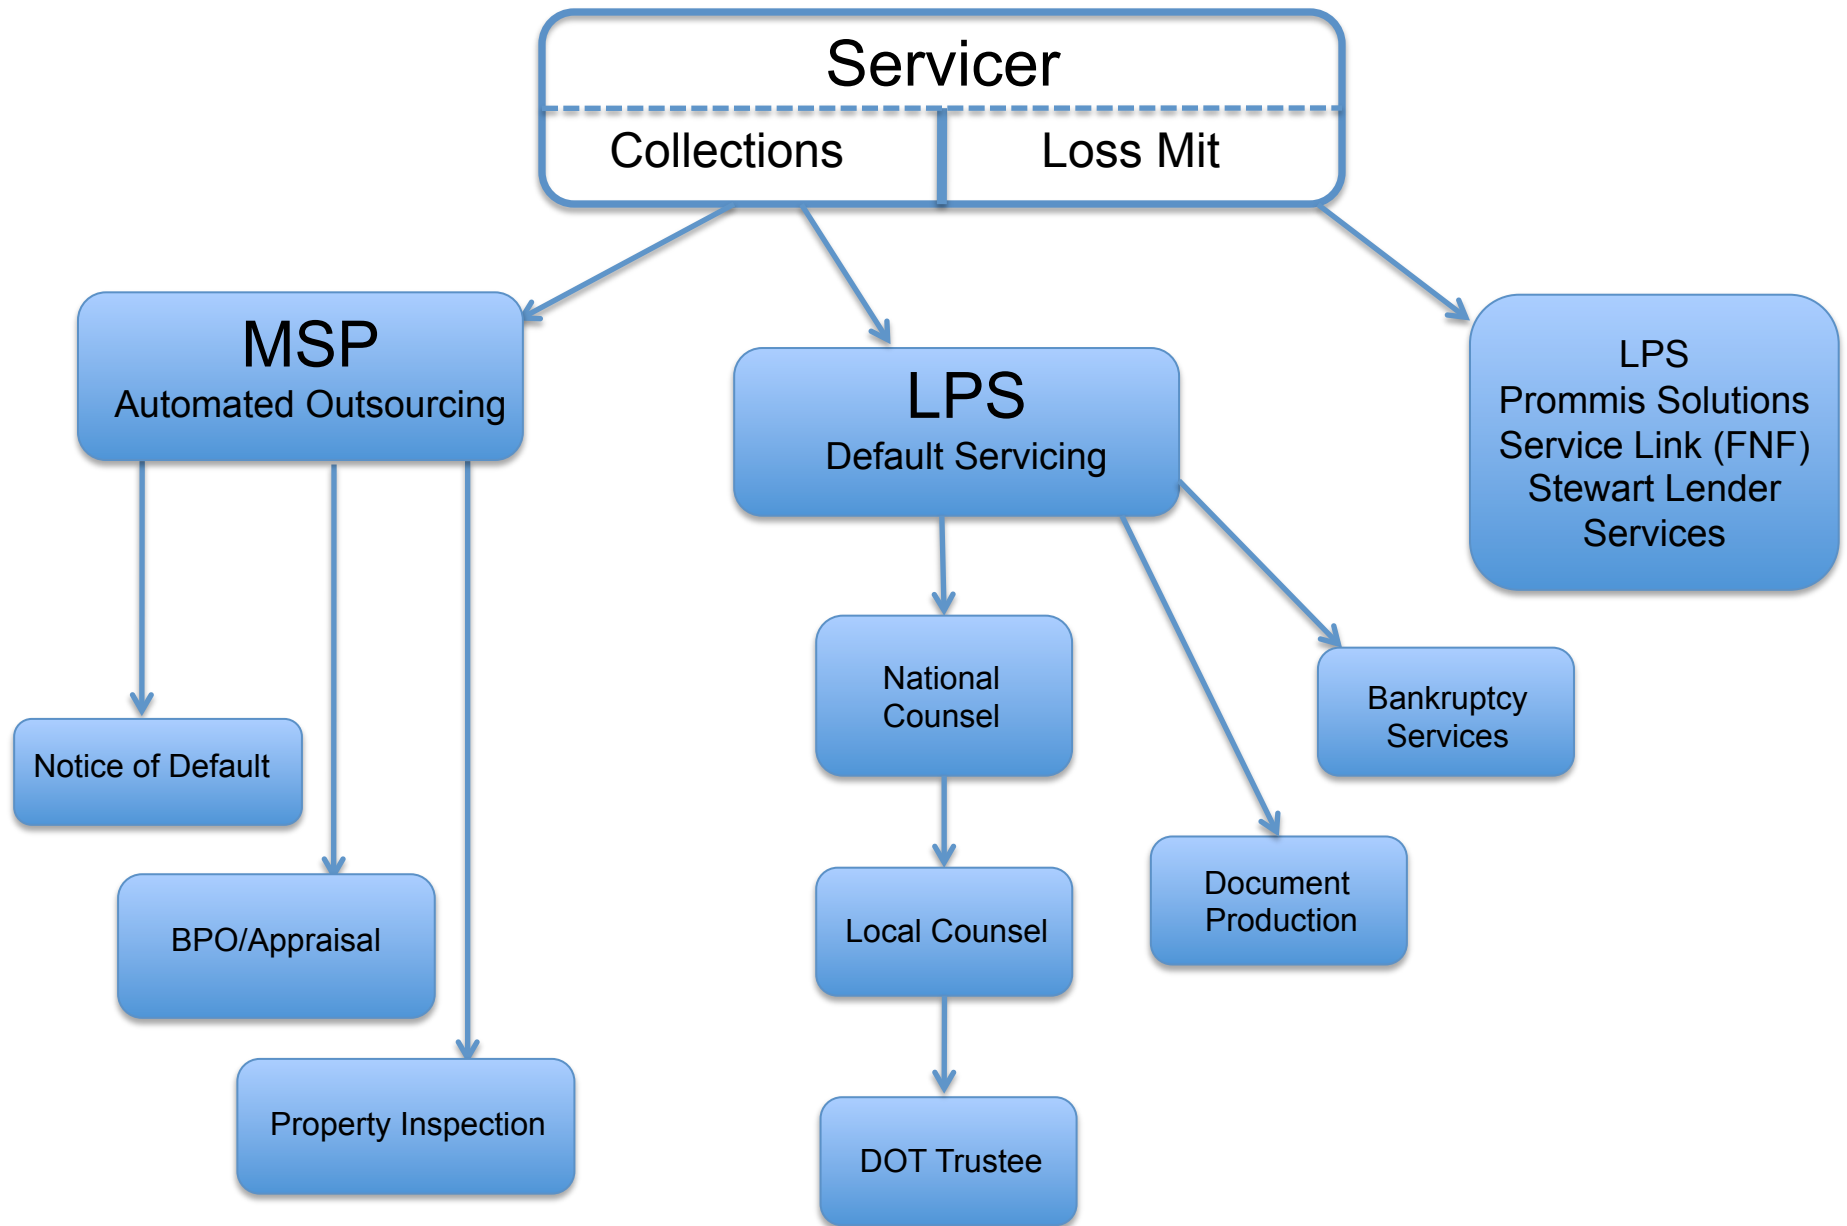 Servicer
Collections
Loss Mit
MSP
Automated Outsourcing
LPS
Default Servicing
LPS
Prommis Solutions
Service Link (FNF)
Stewart Lender
Services
National
Counsel
Bankruptcy
Services
Notice of Default
Document
Production
BPO/Appraisal
Local Counsel
Property Inspection
DOT Trustee